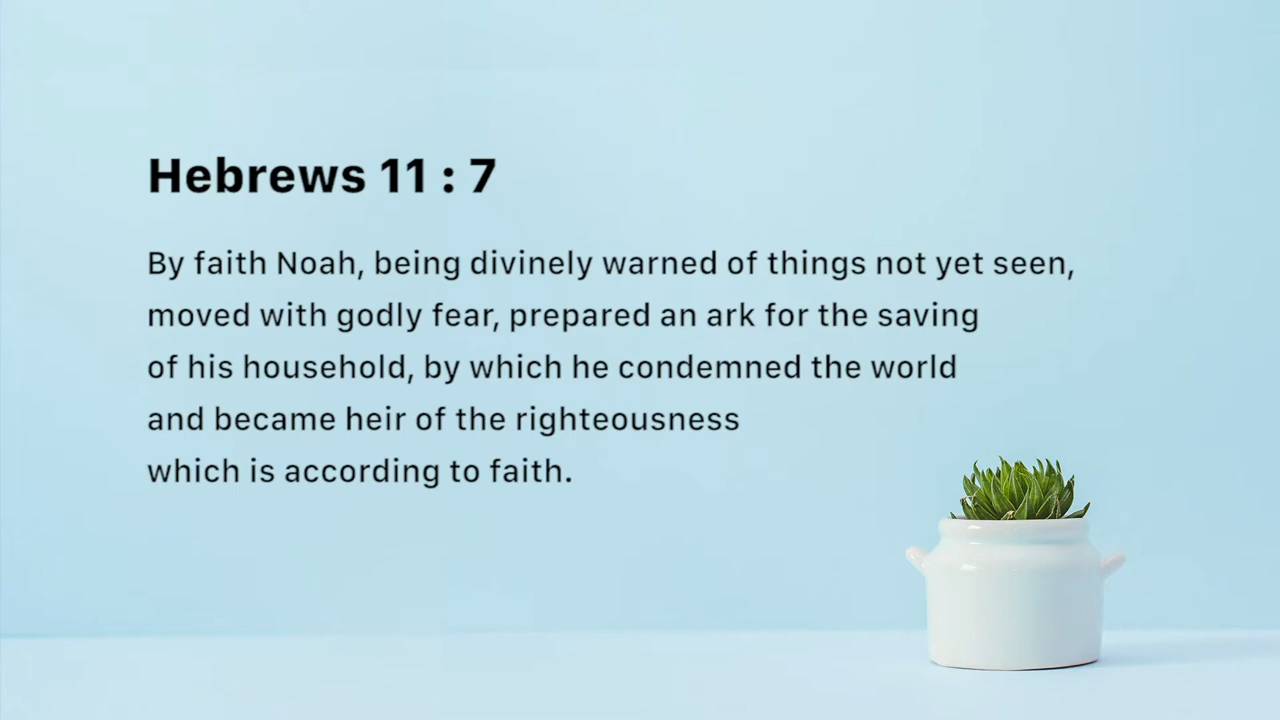 Hebrews 11 : 7
By faith Noah, being divinely warned of things not yet seen,
moved with godly fear, prepared an ark for the saving
of his household, by which he condemned the world
and became heir of the righteousness
which is according to faith.